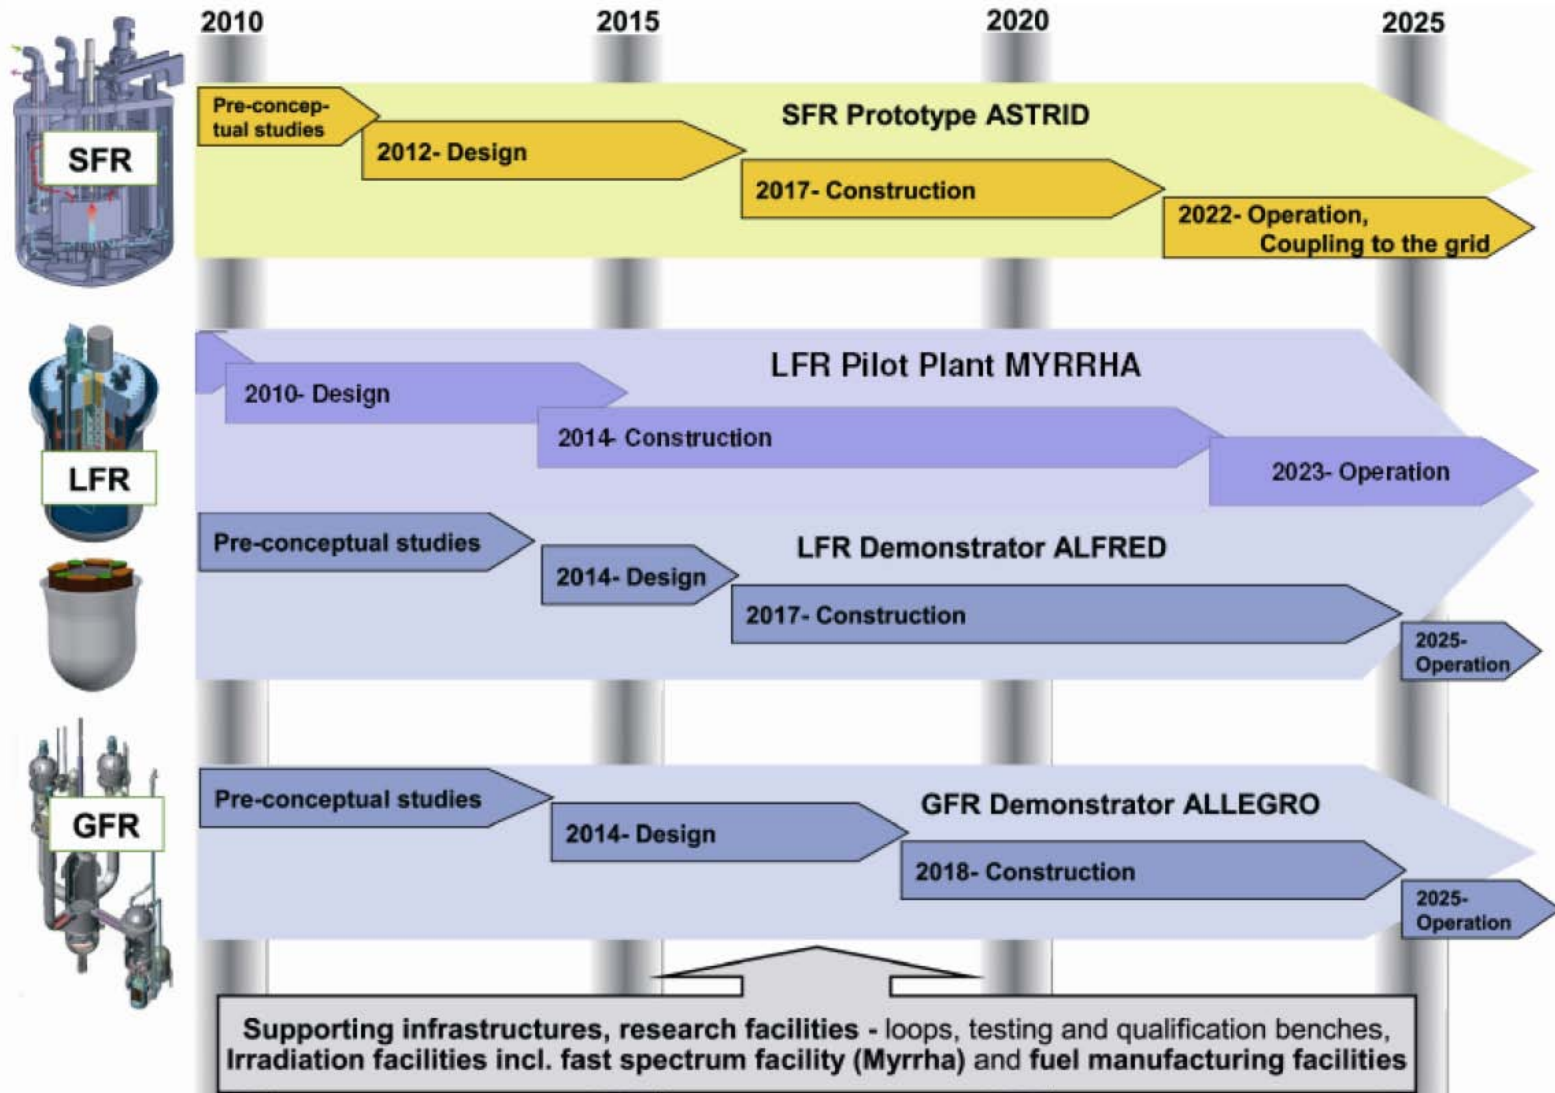 2010 2015 2020 2025
SFR
Pre-concep-
tual studies
SFR Prototype ASTRID
2012- Design
2017- Construction
2022- Operation,
Coupling to the grid
LFR
LFR Pilot Plant MYRRHA
2010- Design
2014- Construction
2023- Operation
Pre-conceptual studies
LFR Demonstrator ALFRED
2014- Design
2017- Construction
2025-
Operation
GFR
Pre-conceptual studies
GFR Demonstrator ALLEGRO
2014- Design
2018- Construction
2025-
Operation
Supporting infrastructures, research facilities - loops, testing and qualification benches,
Irradiation facilities incl. fast spectrum facility (Myrrha) and fuel manufacturing facilities